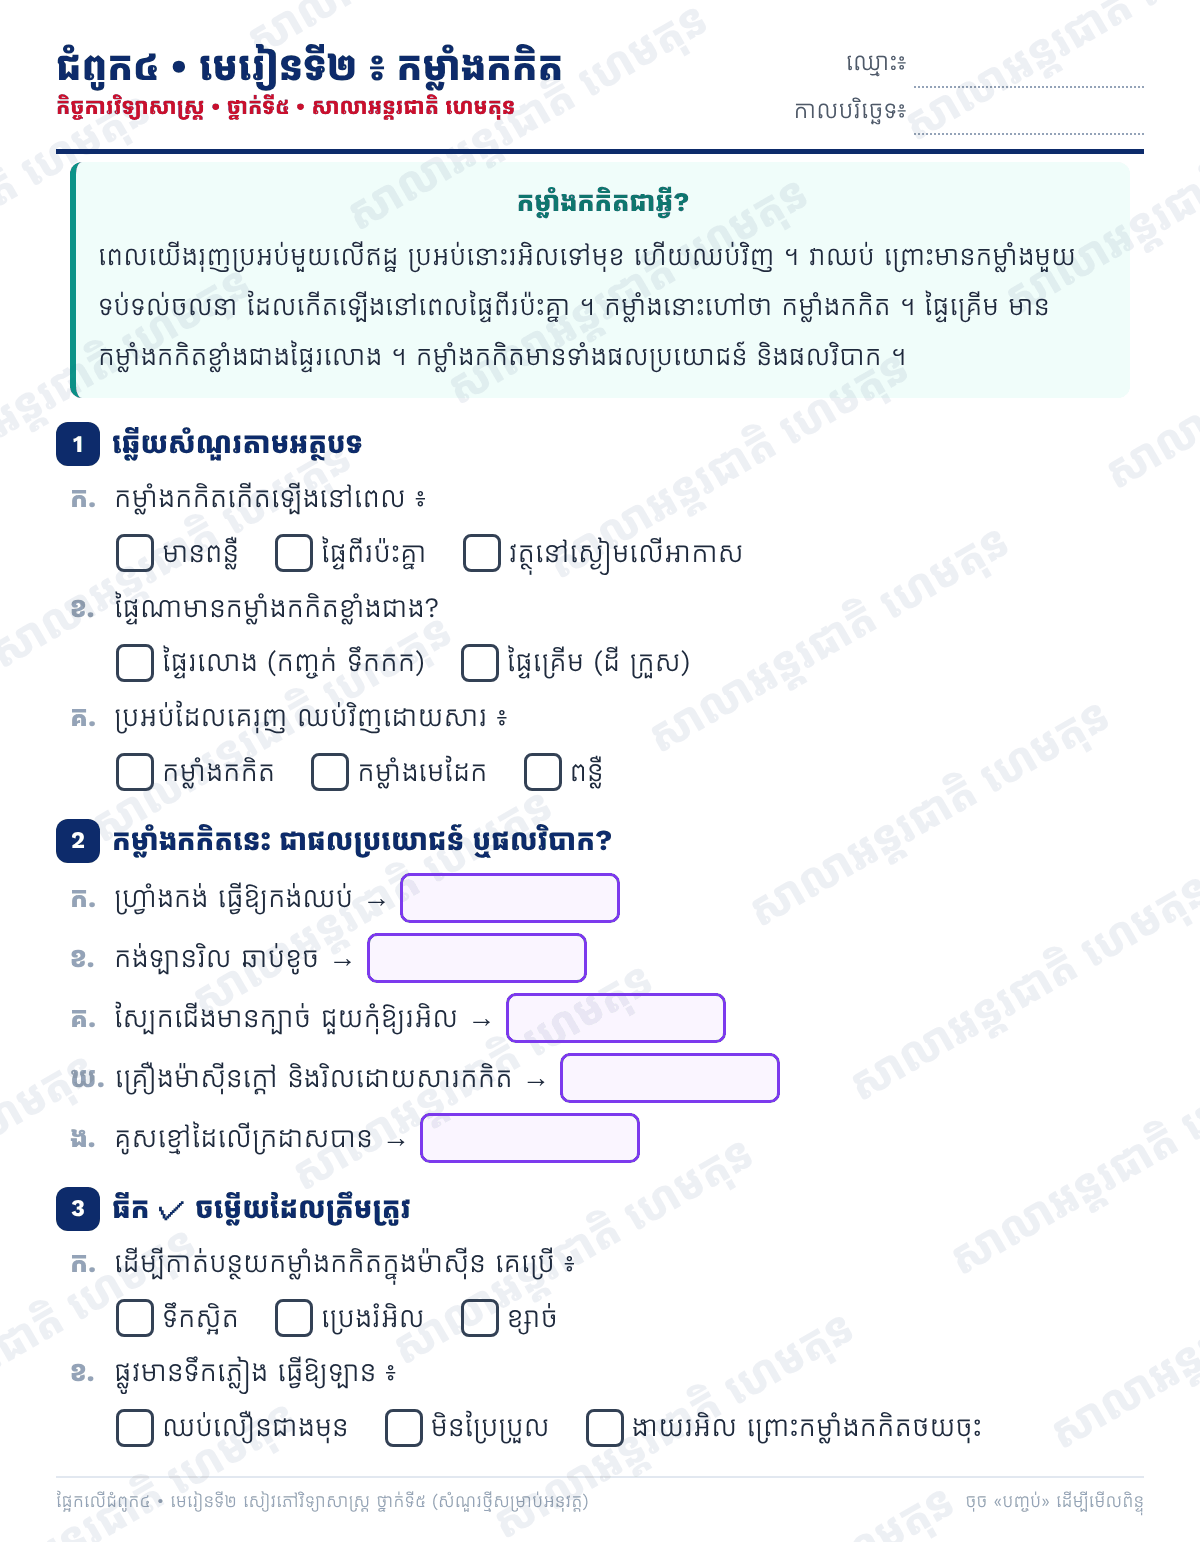 ជំពូក៤ • មេរៀនទី២ ៖ កម្លាំងកកិត
ឈ្មោះ៖
កិច្ចការវិទ្យាសាស្ត្រ • ថ្នាក់ទី៥ • សាលាអន្តរជាតិ ហេមតុន
កាលបរិច្ឆេទ៖
កម្លាំងកកិតជាអ្វី?
ពេលយើងរុញប្រអប់មួយលើឥដ្ឋ ប្រអប់នោះរអិលទៅមុខ ហើយឈប់វិញ ។ វាឈប់ ព្រោះមានកម្លាំងមួយ
ទប់ទល់ចលនា ដែលកើតឡើងនៅពេលផ្ទៃពីរប៉ះគ្នា ។ កម្លាំងនោះហៅថា កម្លាំងកកិត ។ ផ្ទៃគ្រើម មាន
កម្លាំងកកិតខ្លាំងជាងផ្ទៃរលោង ។ កម្លាំងកកិតមានទាំងផលប្រយោជន៍ និងផលវិបាក ។
1 ឆ្លើយសំណួរតាមអត្ថបទ
ក. កម្លាំងកកិតកើតឡើងនៅពេល ៖
មានពន្លឺ ផ្ទៃពីរប៉ះគ្នា វត្ថុនៅស្ងៀមលើអាកាស
ខ. ផ្ទៃណាមានកម្លាំងកកិតខ្លាំងជាង?
ផ្ទៃរលោង (កញ្ចក់ ទឹកកក) ផ្ទៃគ្រើម (ដី គ្រួស)
គ. ប្រអប់ដែលគេរុញ ឈប់វិញដោយសារ ៖
កម្លាំងកកិត កម្លាំងមេដែក ពន្លឺ
2 កម្លាំងកកិតនេះ ជាផលប្រយោជន៍ ឬផលវិបាក?
ក. ហ្វ្រាំងកង់ ធ្វើឱ្យកង់ឈប់ →
ខ. កង់ឡានរិល ឆាប់ខូច →
គ. ស្បែកជើងមានក្បាច់ ជួយកុំឱ្យរអិល →
ឃ. គ្រឿងម៉ាស៊ីនក្តៅ និងរិលដោយសារកកិត →
ង. គូសខ្មៅដៃលើក្រដាសបាន →
3 ធីក ✓ ចម្លើយដែលត្រឹមត្រូវ
ក. ដើម្បីកាត់បន្ថយកម្លាំងកកិតក្នុងម៉ាស៊ីន គេប្រើ ៖
ទឹកស្អិត ប្រេងរំអិល ខ្សាច់
ខ. ផ្លូវមានទឹកភ្លៀង ធ្វើឱ្យឡាន ៖
ឈប់លឿនជាងមុន មិនប្រែប្រួល ងាយរអិល ព្រោះកម្លាំងកកិតថយចុះ
ផ្អែកលើជំពូក៤ • មេរៀនទី២ សៀវភៅវិទ្យាសាស្ត្រ ថ្នាក់ទី៥ (សំណួរថ្មីសម្រាប់អនុវត្ត)
ចុច «បញ្ចប់» ដើម្បីមើលពិន្ទុ